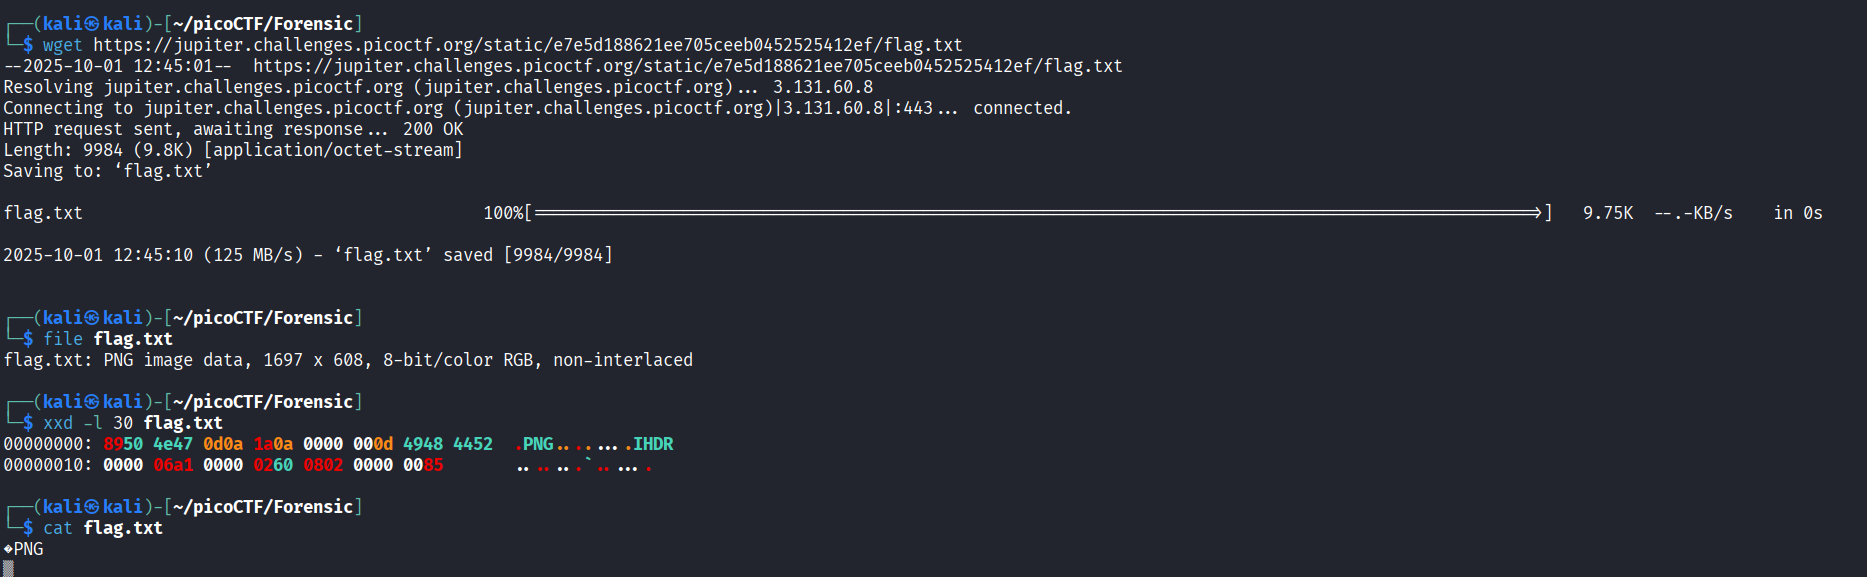 ┌──(kali㉿kali)-[~/picoCTF/Forensic]
└─$ wget https://jupiter.challenges.picoctf.org/static/e7e5d188621ee705ceeb0452525412ef/flag.txt
--2025-10-01 12:45:01--  https://jupiter.challenges.picoctf.org/static/e7e5d188621ee705ceeb0452525412ef/flag.txt
Resolving jupiter.challenges.picoctf.org (jupiter.challenges.picoctf.org)... 3.131.60.8
Connecting to jupiter.challenges.picoctf.org (jupiter.challenges.picoctf.org)|3.131.60.8|:443... connected.
HTTP request sent, awaiting response... 200 OK
Length: 9984 (9.8K) [application/octet-stream]
Saving to: ‘flag.txt’
flag.txt 100%[===================================================>] 9.75K --.-KB/s in 0s
2025-10-01 12:45:10 (125 MB/s) - ‘flag.txt’ saved [9984/9984]
┌──(kali㉿kali)-[~/picoCTF/Forensic]
└─$ file flag.txt
flag.txt: PNG image data, 1697 x 608, 8-bit/color RGB, non-interlaced
┌──(kali㉿kali)-[~/picoCTF/Forensic]
└─$ xxd -l 30 flag.txt
00000000: 8950 4e47 0d0a 1a0a 0000 000d 4948 4452  .PNG........IHDR
00000010: 0000 06a1 0000 0260 0802 0000 0085       .......`......
┌──(kali㉿kali)-[~/picoCTF/Forensic]
└─$ cat flag.txt
�PNG